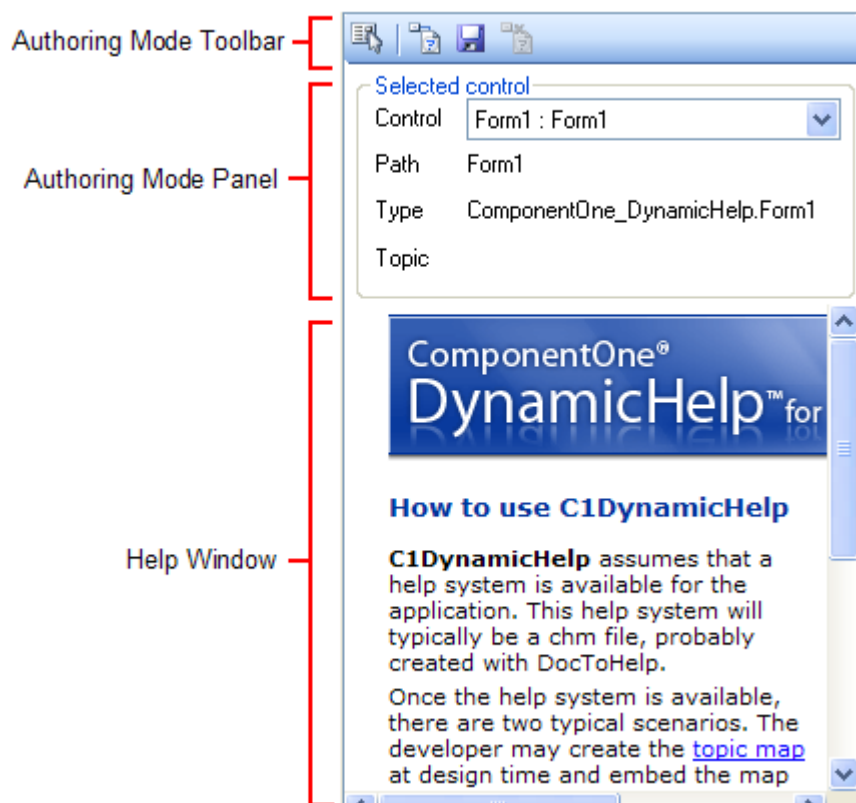 Authoring Mode Toolbar
Selected control
Control Form1 : Form1
Authoring Mode Panel
Path Form1
Type ComponentOne_DynamicHelp.Form1
Topic
ComponentOne®
DynamicHelp™ for
How to use C1DynamicHelp
Help Window
C1DynamicHelp assumes that a
help system is available for the
application. This help system will
typically be a chm file, probably
created with DocToHelp.
Once the help system is available,
there are two typical scenarios. The
developer may create the topic map
at design time and embed the map